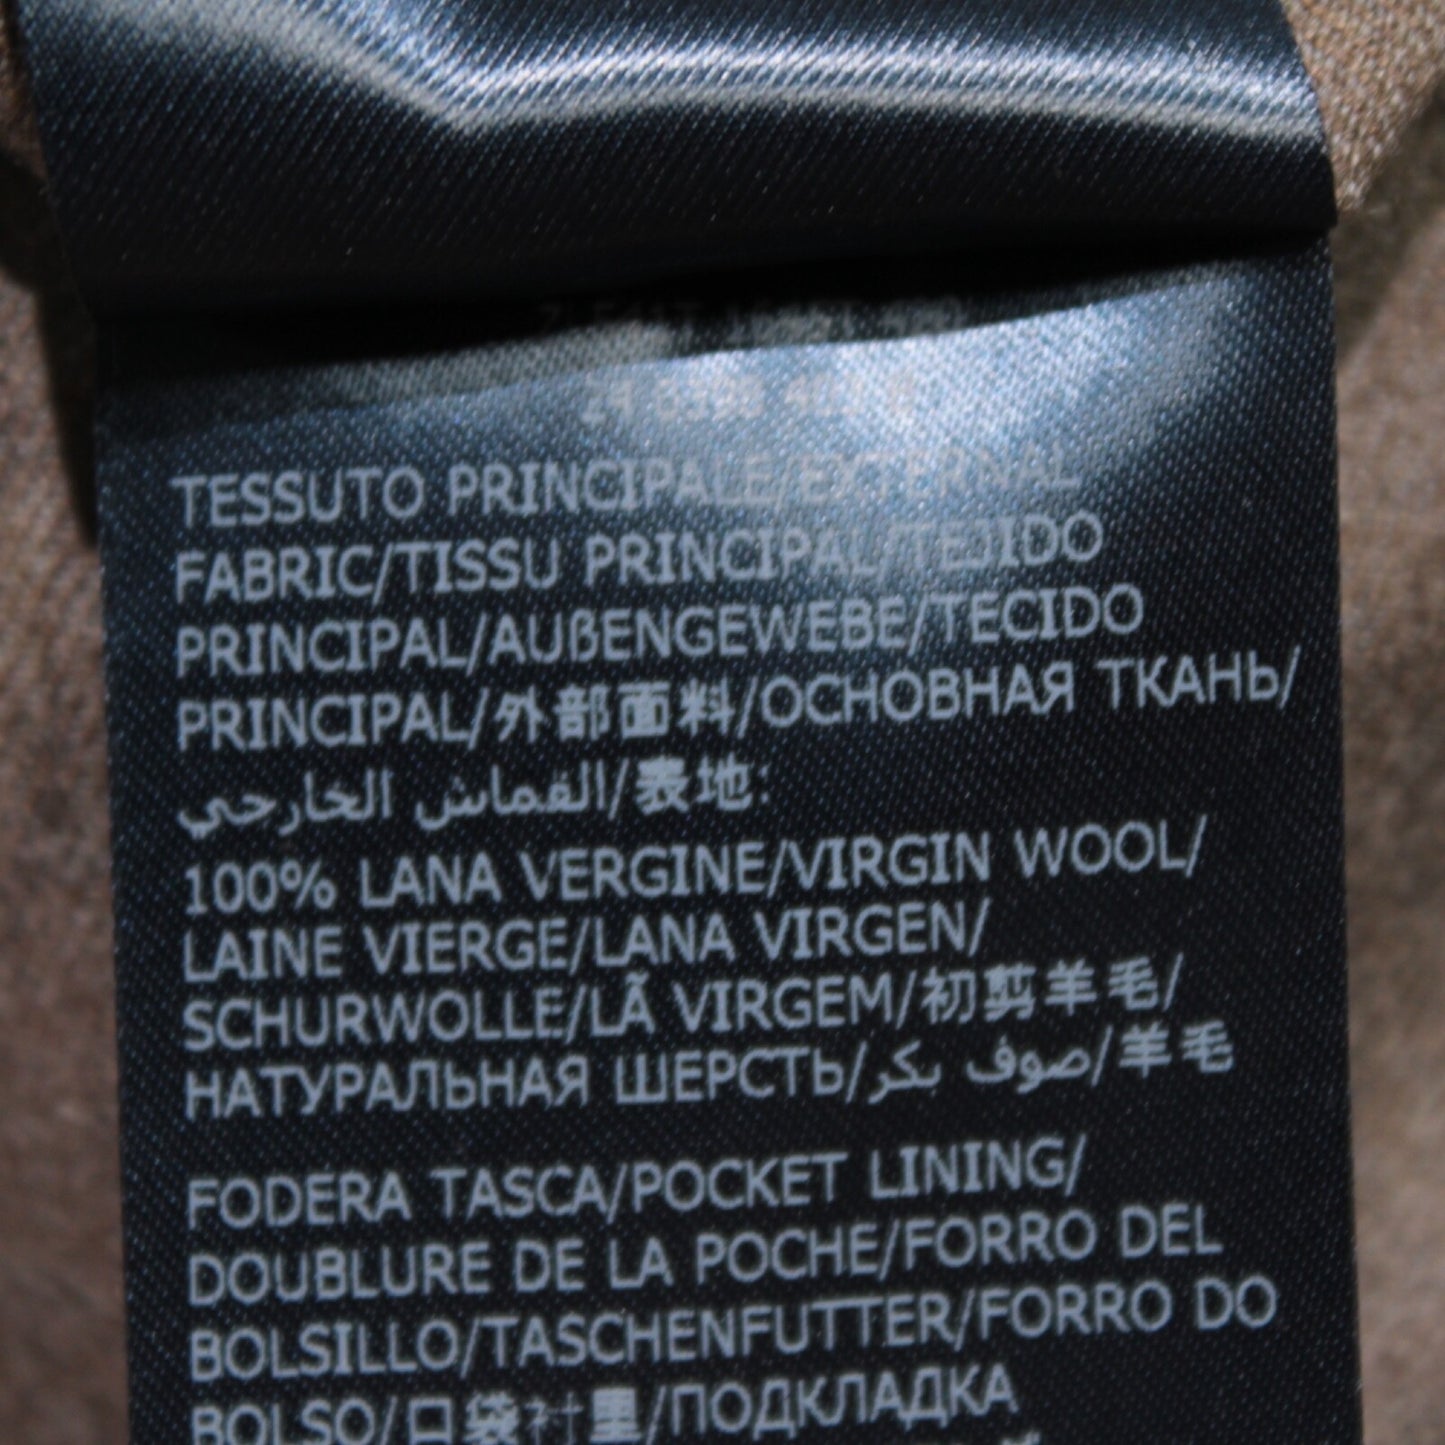 TESSUTO PRINCIPALE/EXTERNAL
FABRIC/TISSU PRINCIPAL/TEJIDO
PRINCIPAL/AUßENGEWEBE/TECIDO
PRINCIPAL/外部面料/ОСНОВНАЯ ТКАНЬ/
القماش الخارجي/表地:
100% LANA VERGINE/VIRGIN WOOL/
LAINE VIERGE/LANA VIRGEN/
SCHURWOLLE/LÃ VIRGEM/初剪羊毛/
НАТУРАЛЬНАЯ ШЕРСТЬ/صوف بكر/羊毛
FODERA TASCA/POCKET LINING/
DOUBLURE DE LA POCHE/FORRO DEL
BOLSILLO/TASCHENFUTTER/FORRO DO
BOLSO/口袋衬里/ПОДКЛАДКА